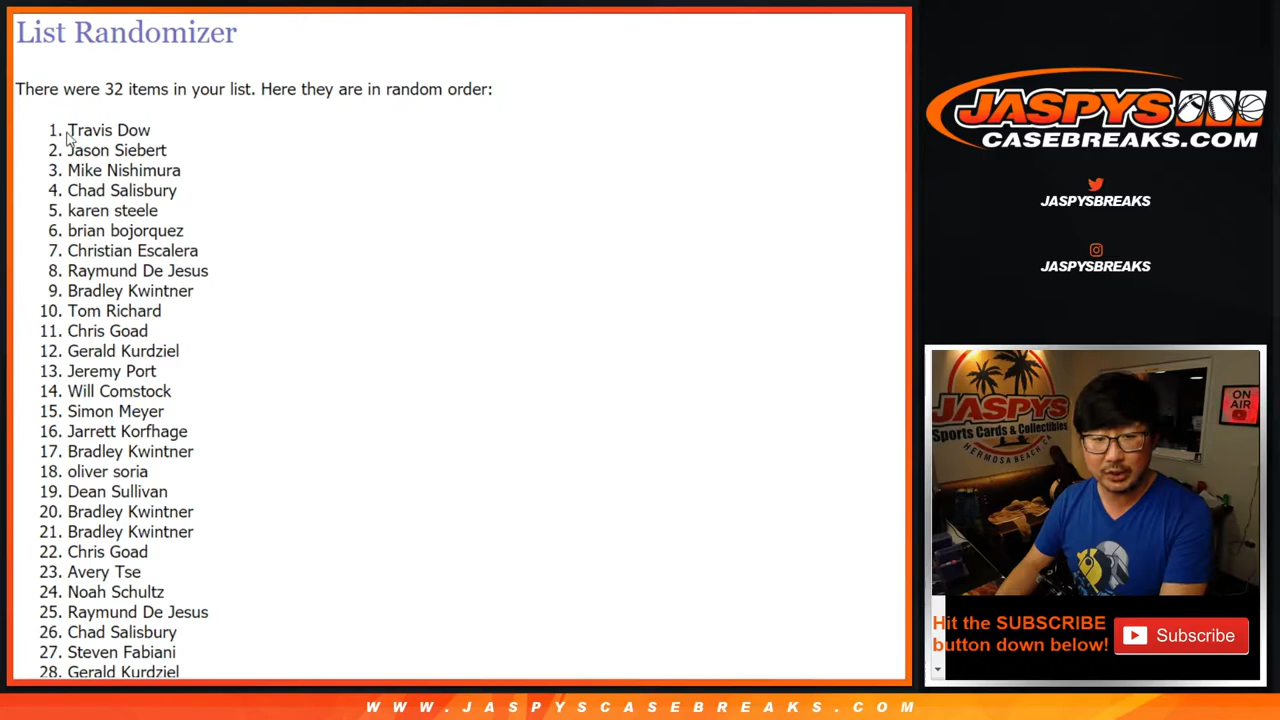 List Randomizer
There were 32 items in your list. Here they are in random order:
1. Travis Dow
2. Jason Siebert
3. Mike Nishimura
4. Chad Salisbury
5. karen steele
6. brian bojorquez
7. Christian Escalera
8. Raymund De Jesus
9. Bradley Kwintner
10. Tom Richard
11. Chris Goad
12. Gerald Kurdziel
13. Jeremy Port
14. Will Comstock
15. Simon Meyer
16. Jarrett Korfhage
17. Bradley Kwintner
18. oliver soria
19. Dean Sullivan
20. Bradley Kwintner
21. Bradley Kwintner
22. Chris Goad
23. Avery Tse
24. Noah Schultz
25. Raymund De Jesus
26. Chad Salisbury
27. Steven Fabiani
28. Gerald Kurdziel
JASPYS
CASEBREAKS.COM
JASPYSBREAKS
JASPYSBREAKS
JASPYS
Sports Cards & Collectibles
HERMOSA BEACH, CA
ON
AIR
Hit the SUBSCRIBE
button down below!
Subscribe
WWW.JASPYSCASEBREAKS.COM